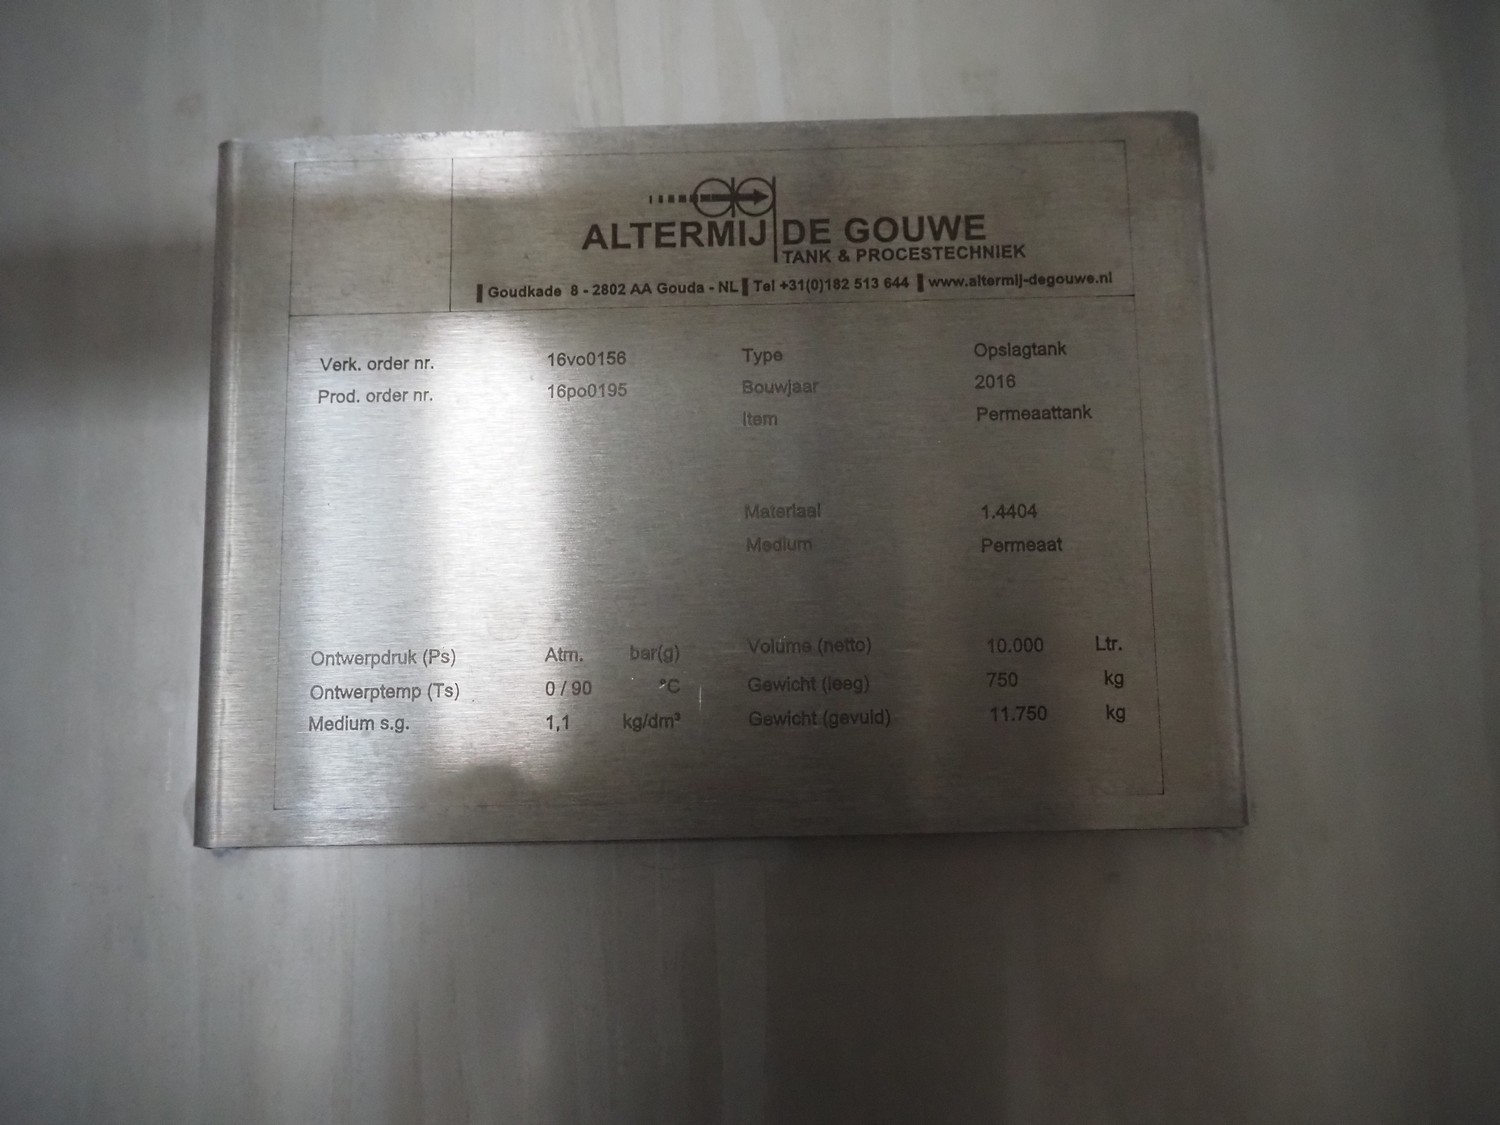 ALTERMIJ DE GOUWE
TANK & PROCESTECHNIEK
Goudkade 8 - 2802 AA Gouda - NL Tel +31(0)182 513 644 www.altermij-degouwe.nl
Verk. order nr. 16vo0156 Type Opslagtank
Prod. order nr. 16po0195 Bouwjaar 2016
Item Permeaattank
Materiaal 1.4404
Medium Permeaat
Ontwerpdruk (Ps) Atm. bar(g) Volume (netto) 10.000 Ltr.
Ontwerptemp (Ts) 0 / 90 °C Gewicht (leeg) 750 kg
Medium s.g. 1,1 kg/dm³ Gewicht (gevuld) 11.750 kg